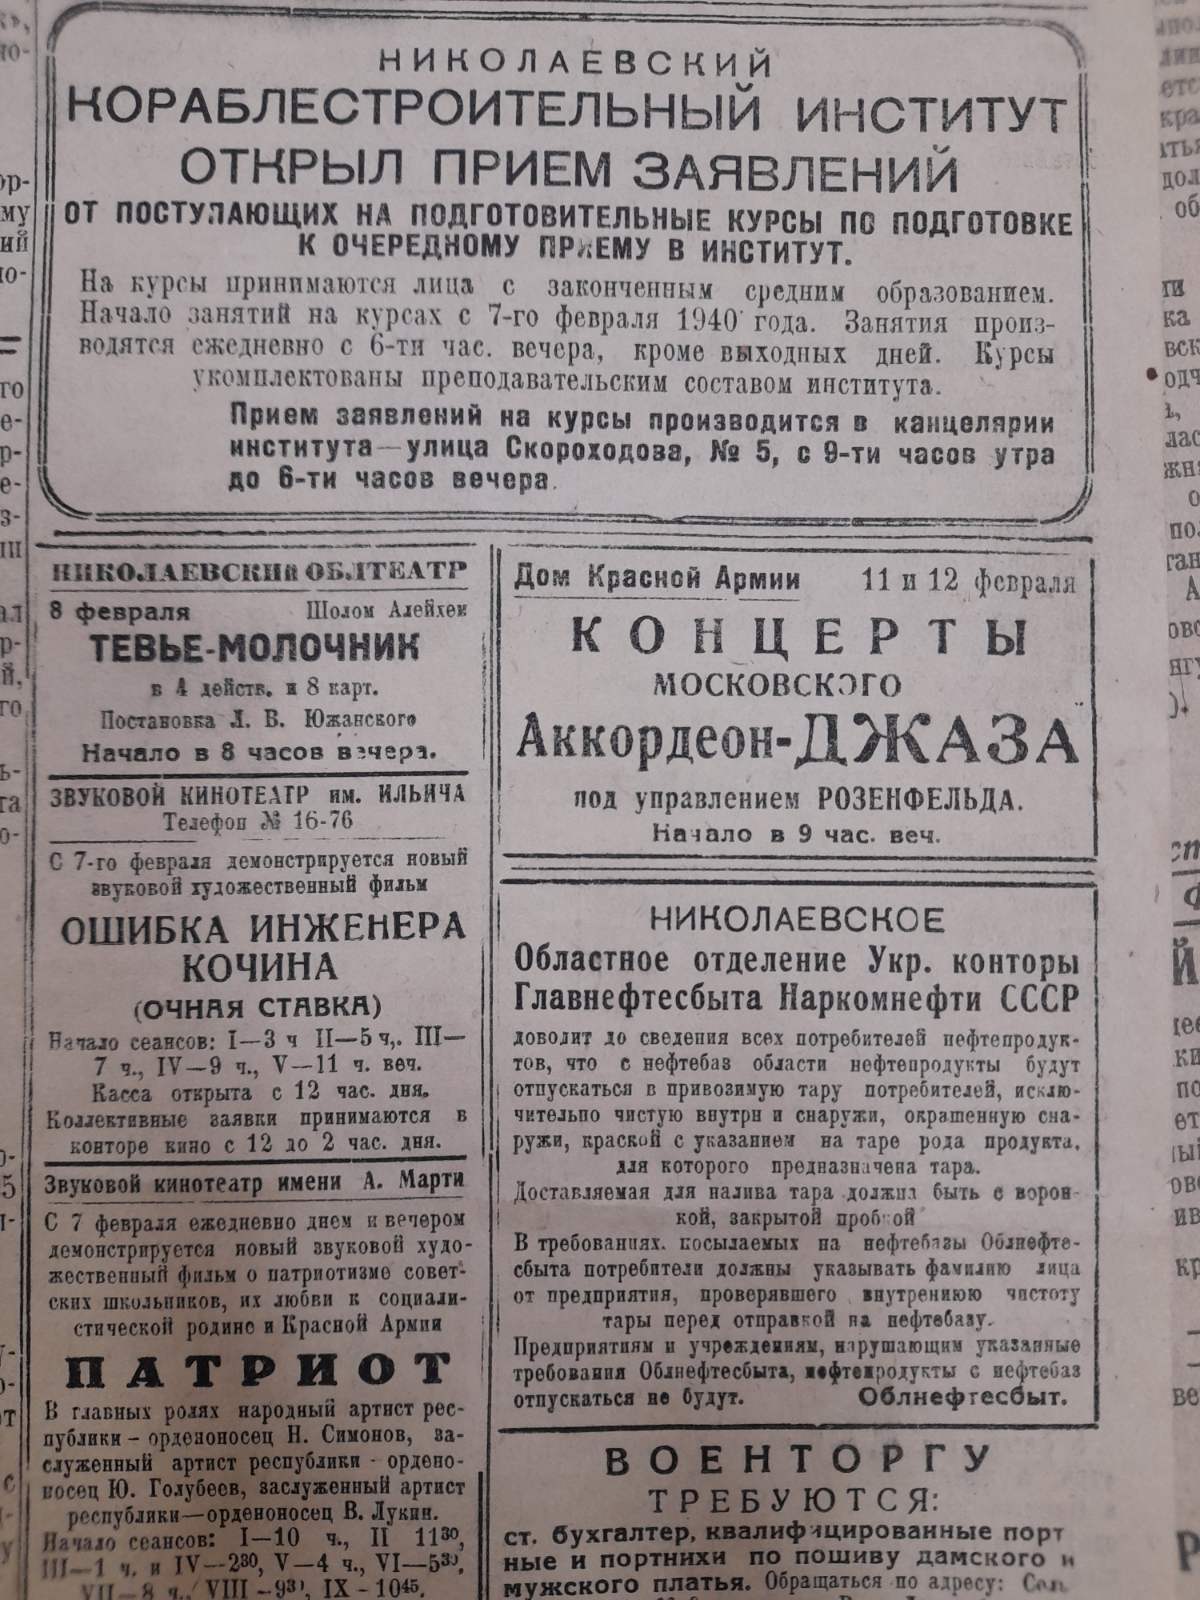 НИКОЛАЕВСКИЙ
КОРАБЛЕСТРОИТЕЛЬНЫЙ ИНСТИТУТ
ОТКРЫЛ ПРИЕМ ЗАЯВЛЕНИЙ
ОТ ПОСТУПАЮЩИХ НА ПОДГОТОВИТЕЛЬНЫЕ КУРСЫ ПО ПОДГОТОВКЕ
К ОЧЕРЕДНОМУ ПРИЕМУ В ИНСТИТУТ.
На курсы принимаются лица с законченным средним образованием.
Начало занятий на курсах с 7-го февраля 1940 года. Занятия произ-
водятся ежедневно с 6-ти час. вечера, кроме выходных дней. Курсы
укомплектованы преподавательским составом института.
Прием заявлений на курсы производится в канцелярии
института—улица Скороходова, № 5, с 9-ти часов утра
до 6-ти часов вечера.
НИКОЛАЕВСКИЙ ОБЛТЕАТР
8 февраля Шолом Алейхем
ТЕВЬЕ-МОЛОЧНИК
в 4 действ. и 8 карт.
Постановка Л. В. Южанского
Начало в 8 часов вечера.
ЗВУКОВОЙ КИНОТЕАТР им. ИЛЬИЧА
Телефон № 16-76
С 7-го февраля демонстрируется новый
звуковой художественный фильм
ОШИБКА ИНЖЕНЕРА
КОЧИНА
(ОЧНАЯ СТАВКА)
Начало сеансов: I—3 ч II—5 ч,. III—
7 ч., IV—9 ч., V—11 ч. веч.
Касса открыта с 12 час. дня.
Коллективные заявки принимаются в
конторе кино с 12 до 2 час. дня.
Звуковой кинотеатр имени А. Марти
С 7 февраля ежедневно днем и вечером
демонстрируется новый звуковой худо-
жественный фильм о патриотизме совет-
ских школьников, их любви к социали-
стической родине и Красной Армии
ПАТРИОТ
В главных ролях народный артист рес-
публики – орденоносец Н. Симонов, за-
служенный артист республики - ордено-
носец Ю. Голубеев, заслуженный артист
республики—орденоносец В. Лукин.
Начало сеансов: I—10 ч., II 11³⁰,
III—1 ч. и IV—2³⁰, V—4 ч., VI—5³⁰,
VII—8 ч., VIII—9³⁰, IX - 10⁴⁵.
Дом Красной Армии 11 и 12 февраля
КОНЦЕРТЫ
МОСКОВСКОГО
Аккордеон-ДЖАЗА
под управлением РОЗЕНФЕЛЬДА.
Начало в 9 час. веч.
НИКОЛАЕВСКОЕ
Областное отделение Укр. конторы
Главнефтесбыта Наркомнефти СССР
доводит до сведения всех потребителей нефтепродук-
тов, что с нефтебаз области нефтепродукты будут
отпускаться в привозимую тару потребителей, исклю-
чительно чистую внутри и снаружи, окрашенную сна-
ружи, краской с указанием на таре рода продукта,
для которого предназначена тара.
Доставляемая для налива тара должна быть с ворон-
кой, закрытой пробкой
В требованиях, посылаемых на нефтебазы Облнефте-
сбыта потребители должны указывать фамилию лица
от предприятия, проверявшего внутреннюю чистоту
тары перед отправкой на нефтебазу.
Предприятиям и учреждениям, нарушающим указанные
требования Облнефтесбыта, нефтепродукты с нефтебаз
отпускаться не будут. Облнефтесбыт.
ВОЕНТОРГУ
ТРЕБУЮТСЯ:
ст. бухгалтер, квалифицированные порт
ные и портнихи по пошиву дамского и
мужского платья. Обращаться по адресу: